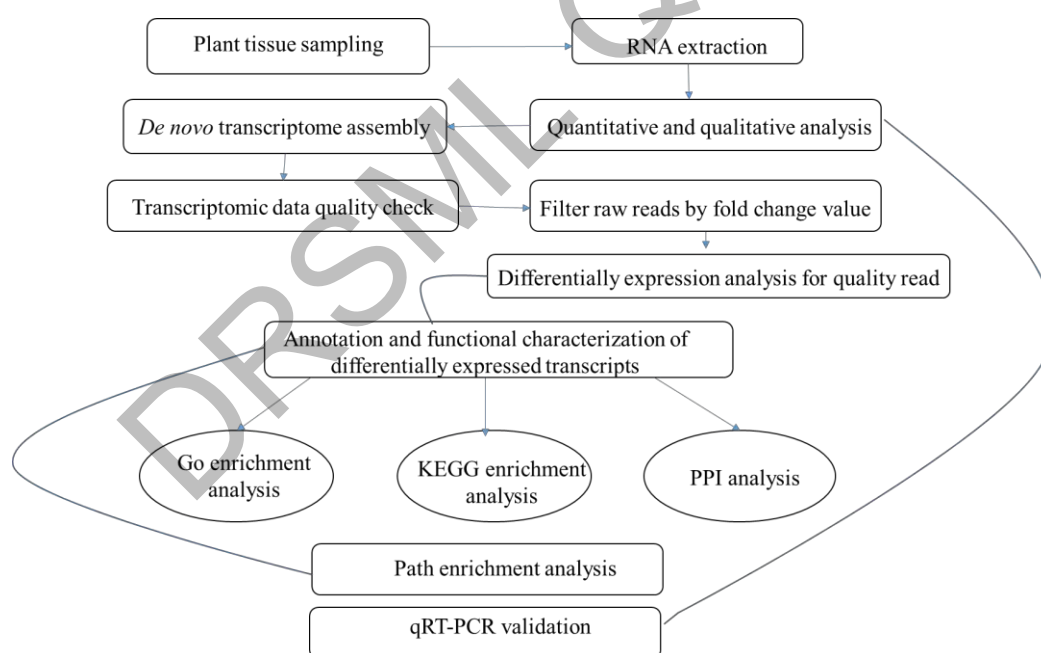 Plant tissue sampling
RNA extraction
De novo transcriptome assembly
Quantitative and qualitative analysis
Transcriptomic data quality check
Filter raw reads by fold change value
Differentially expression analysis for quality read
Annotation and functional characterization of
differentially expressed transcripts
Go enrichment
analysis
KEGG enrichment
analysis
PPI analysis
Path enrichment analysis
qRT-PCR validation
DRSML Q